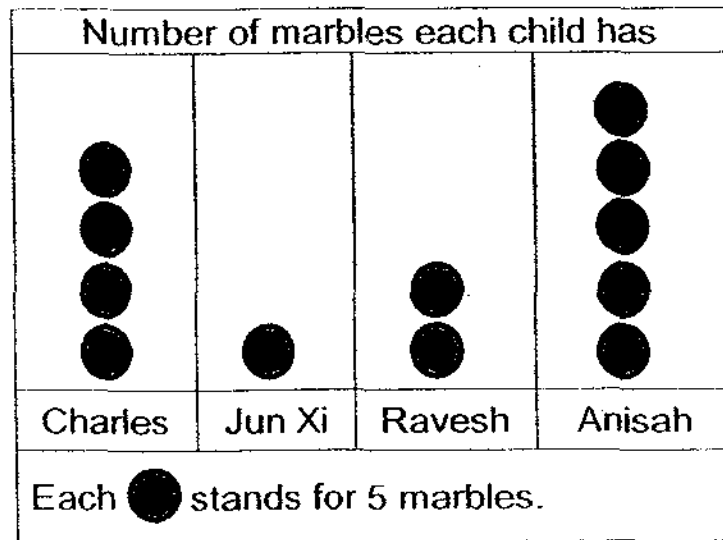 Number of marbles each child has
Charles Jun Xi Ravesh Anisah
Each stands for 5 marbles.